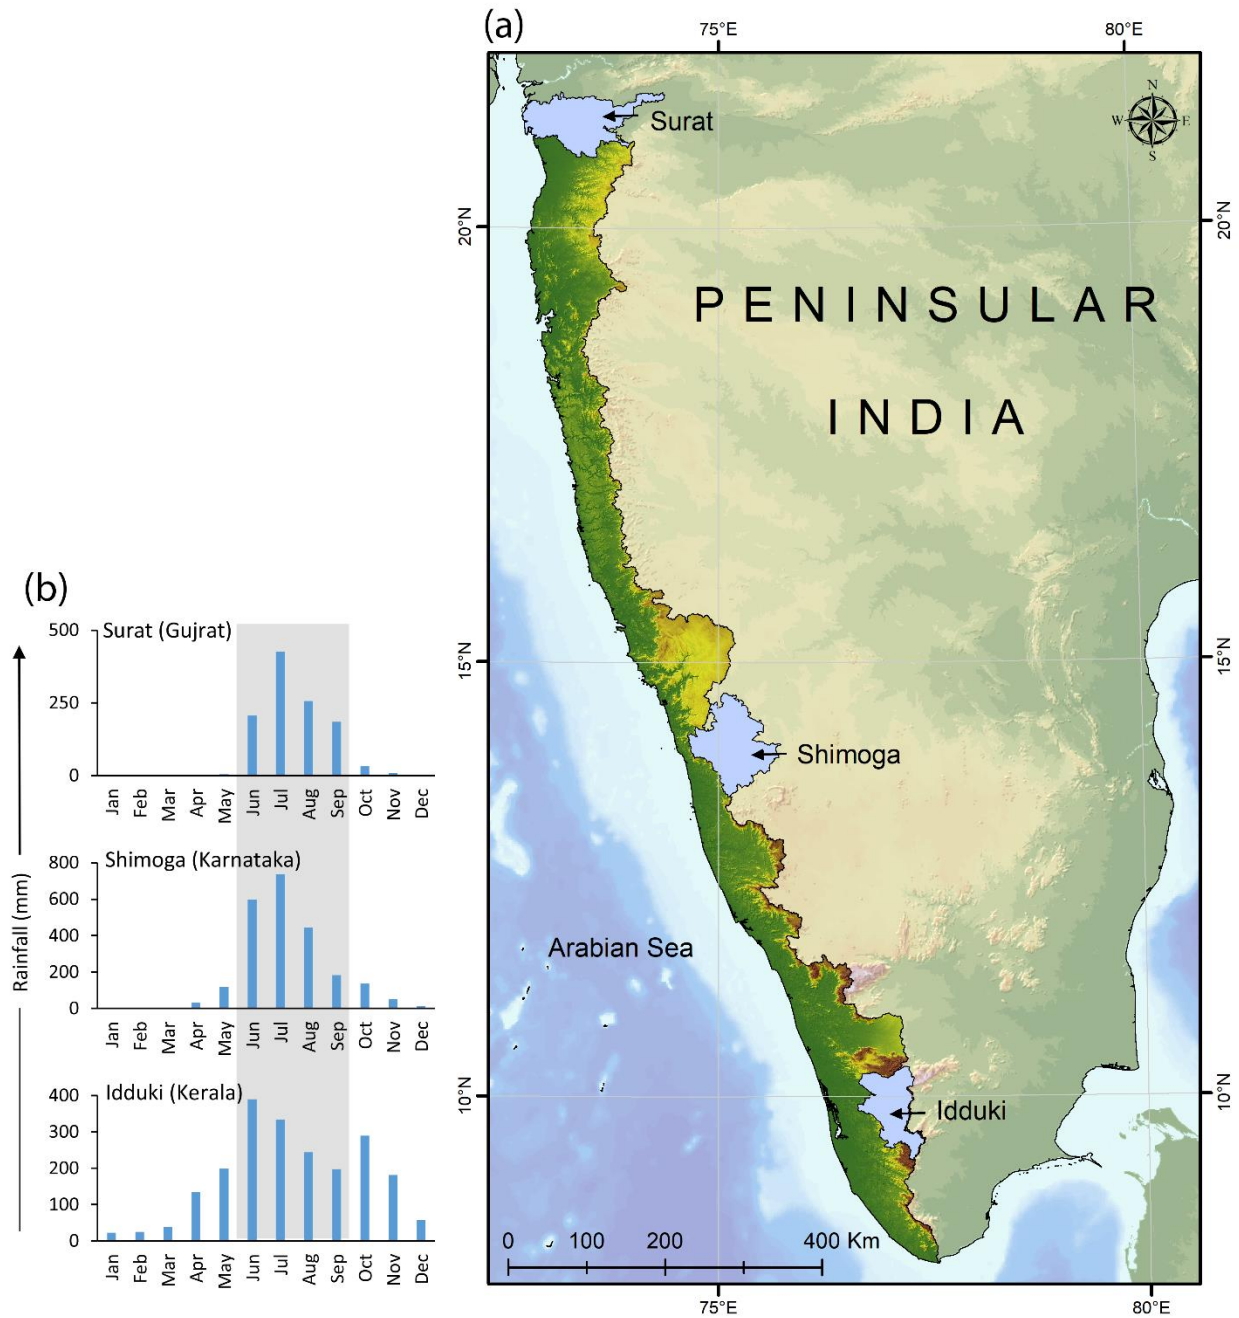 (a)
75°E 80°E
N
W E
S
Surat
20°N 20°N
PENINSULAR
INDIA
15°N 15°N
Shimoga
Arabian Sea
10°N 10°N
Idduki
0 100 200 400 Km
75°E 80°E
(b)
Rainfall (mm)
Surat (Gujrat)
500
250
0
Jan Feb Mar Apr May Jun Jul Aug Sep Oct Nov Dec
Shimoga (Karnataka)
800
600
400
200
0
Jan Feb Mar Apr May Jun Jul Aug Sep Oct Nov Dec
Idduki (Kerala)
400
300
200
100
0
Jan Feb Mar Apr May Jun Jul Aug Sep Oct Nov Dec